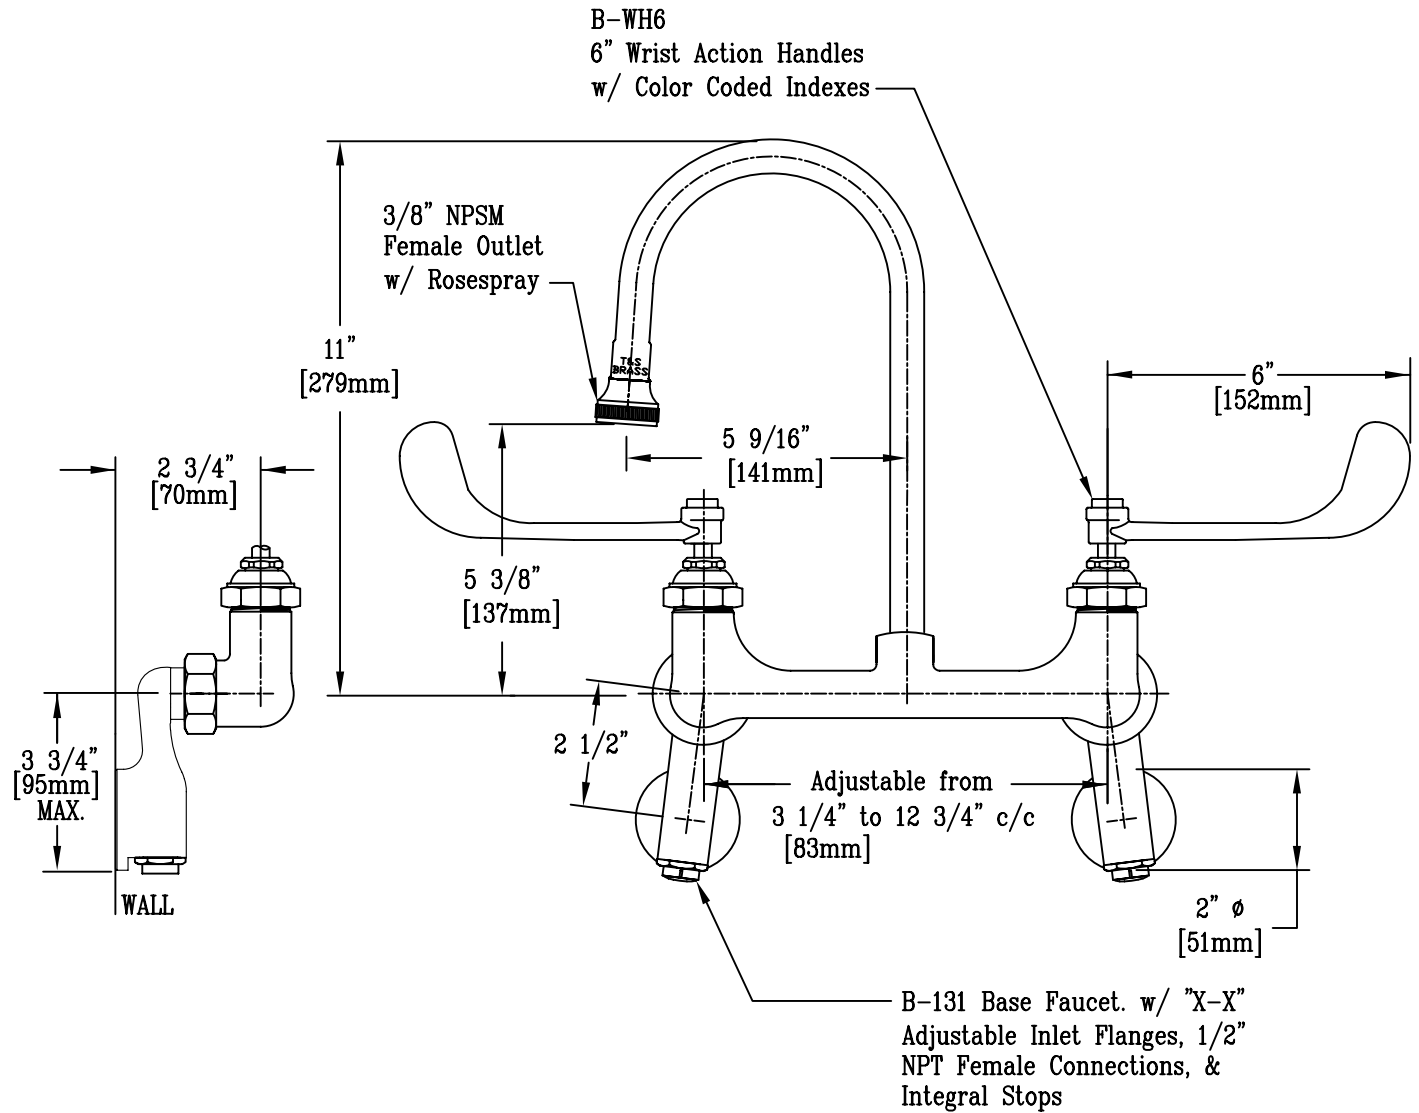 B-WH6
6" Wrist Action Handles
w/ Color Coded Indexes
3/8" NPSM
Female Outlet
w/ Rosespray
11"
[279mm]
T&S
BRASS
6"
[152mm]
5 9/16"
[141mm]
2 3/4"
[70mm]
5 3/8"
[137mm]
2 1/2"
3 3/4"
[95mm]
MAX.
Adjustable from
3 1/4" to 12 3/4" c/c
[83mm]
WALL
2" ø
[51mm]
B-131 Base Faucet. w/ "X-X"
Adjustable Inlet Flanges, 1/2"
NPT Female Connections, &
Integral Stops